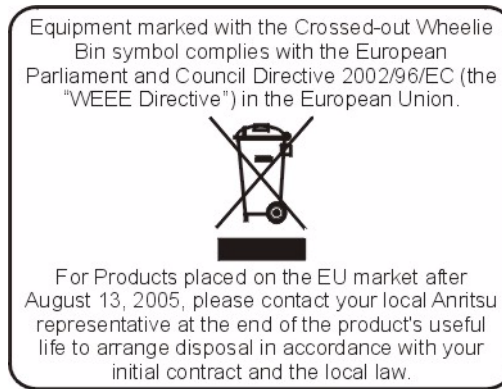 Equipment marked with the Crossed-out Wheelie
Bin symbol complies with the European
Parliament and Council Directive 2002/96/EC (the
“WEEE Directive”) in the European Union.
For Products placed on the EU market after
August 13, 2005, please contact your local Anritsu
representative at the end of the product's useful
life to arrange disposal in accordance with your
initial contract and the local law.